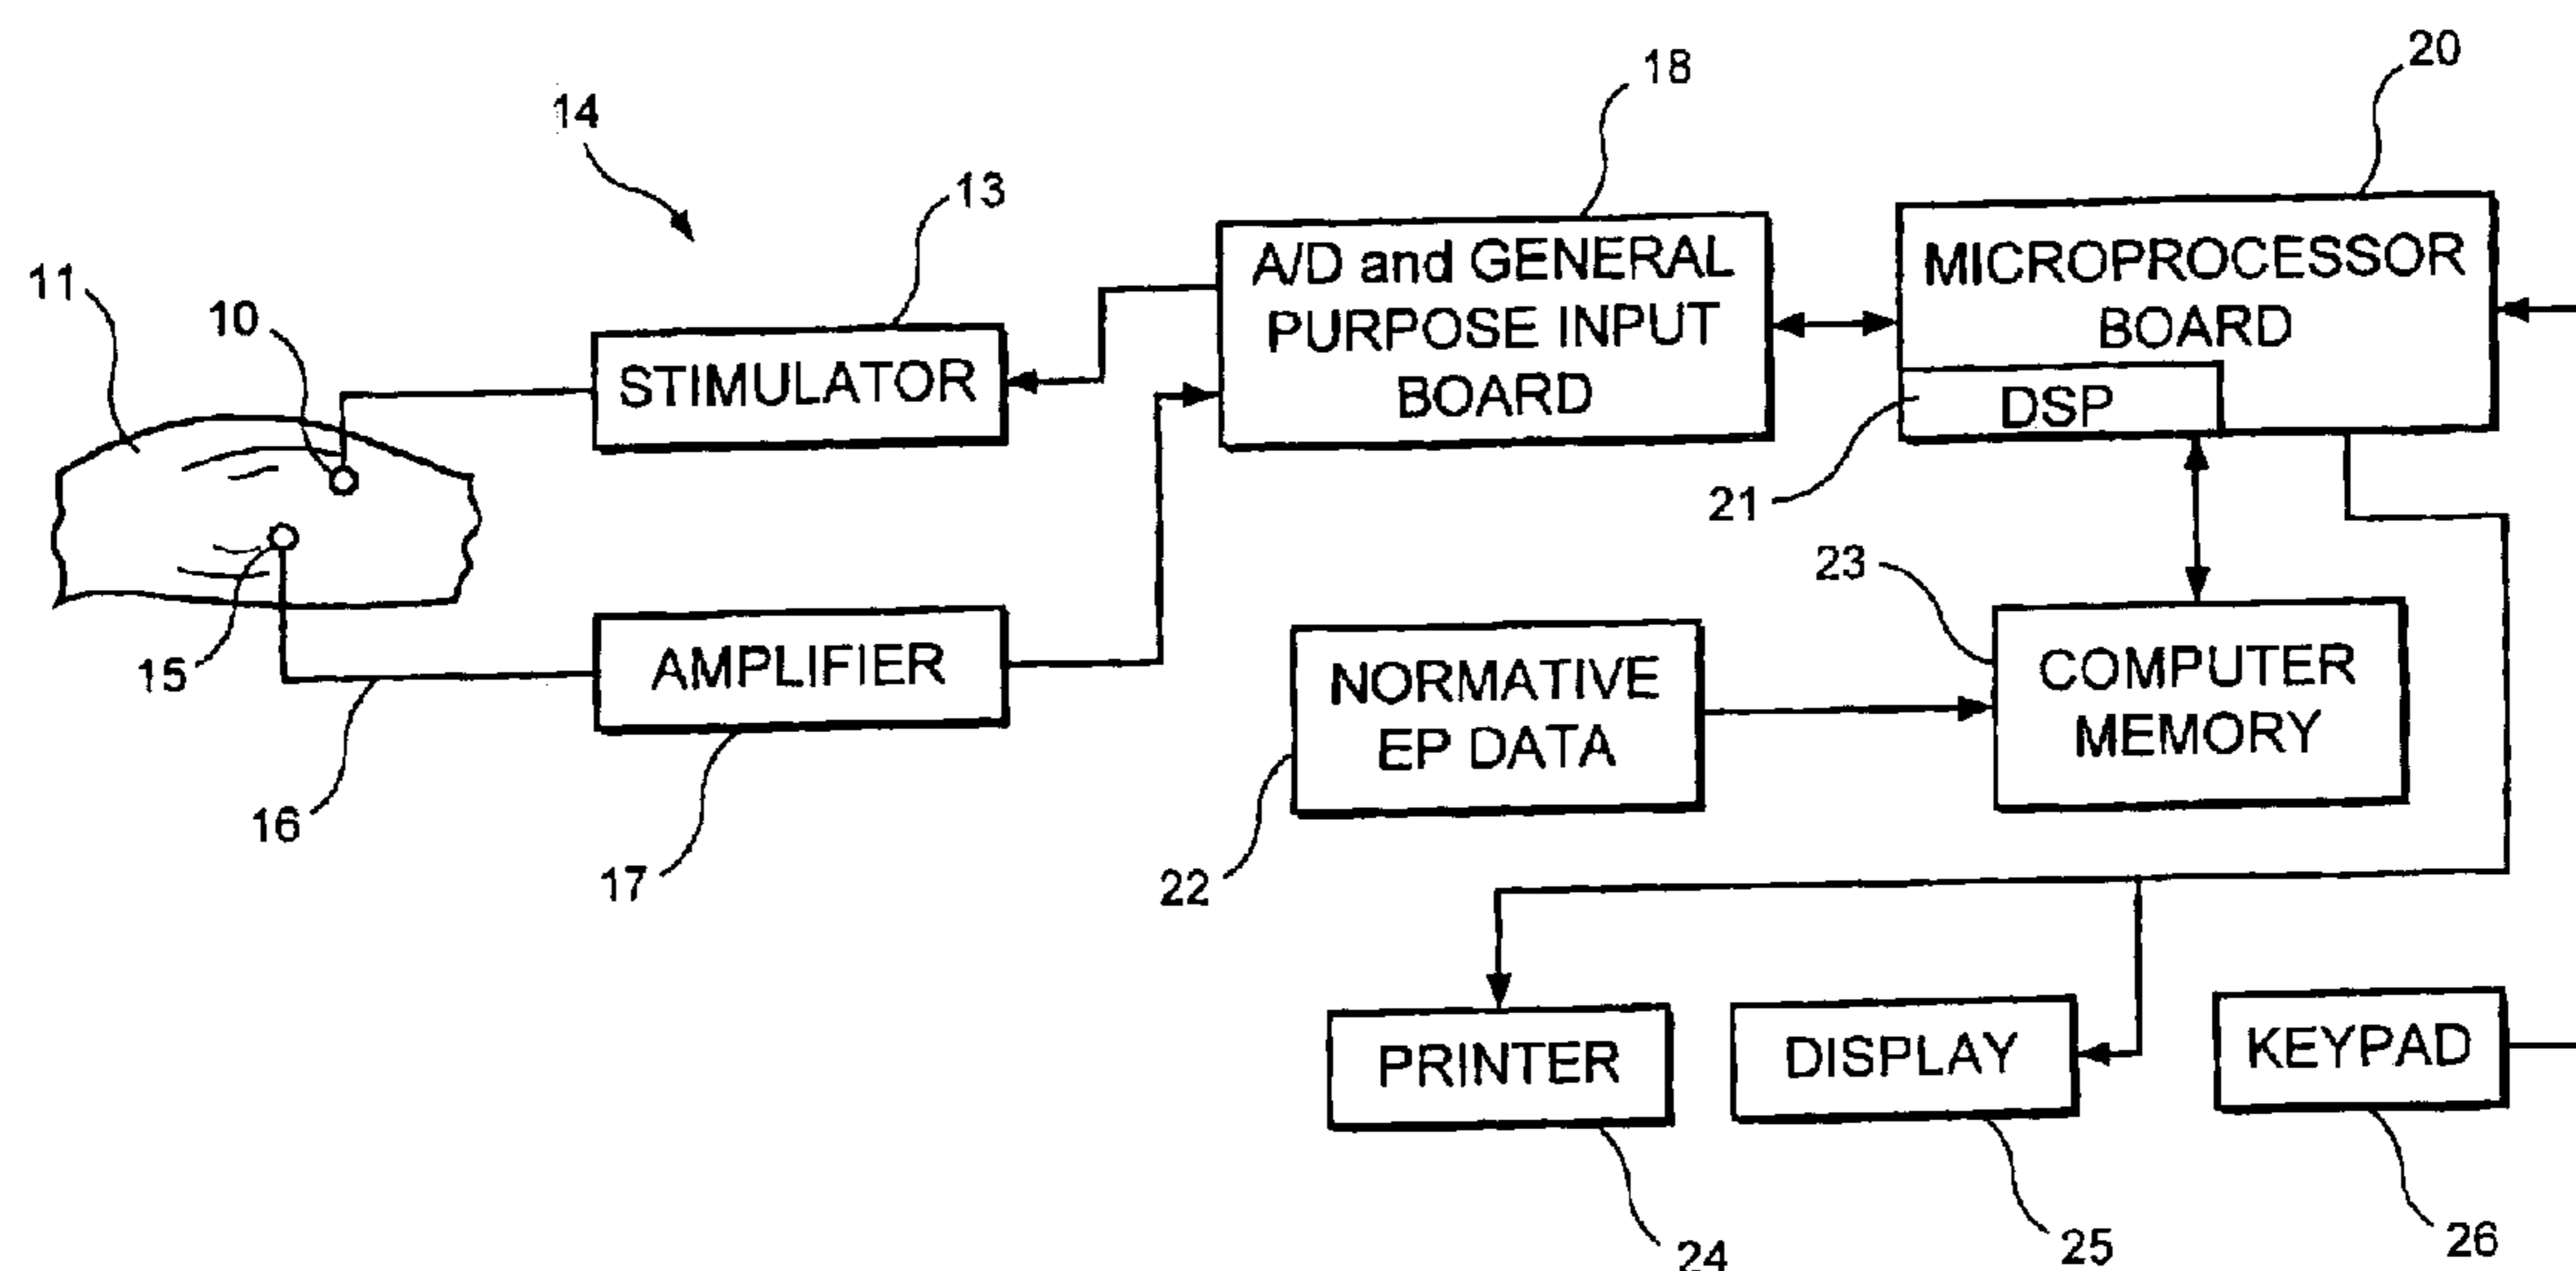 20
18
14
13
A/D and GENERAL
PURPOSE INPUT
BOARD
MICROPROCESSOR
BOARD
11
10
STIMULATOR
DSP
21
23
15
AMPLIFIER
NORMATIVE
EP DATA
COMPUTER
MEMORY
16
17
22
PRINTER
DISPLAY
KEYPAD
24
25
26